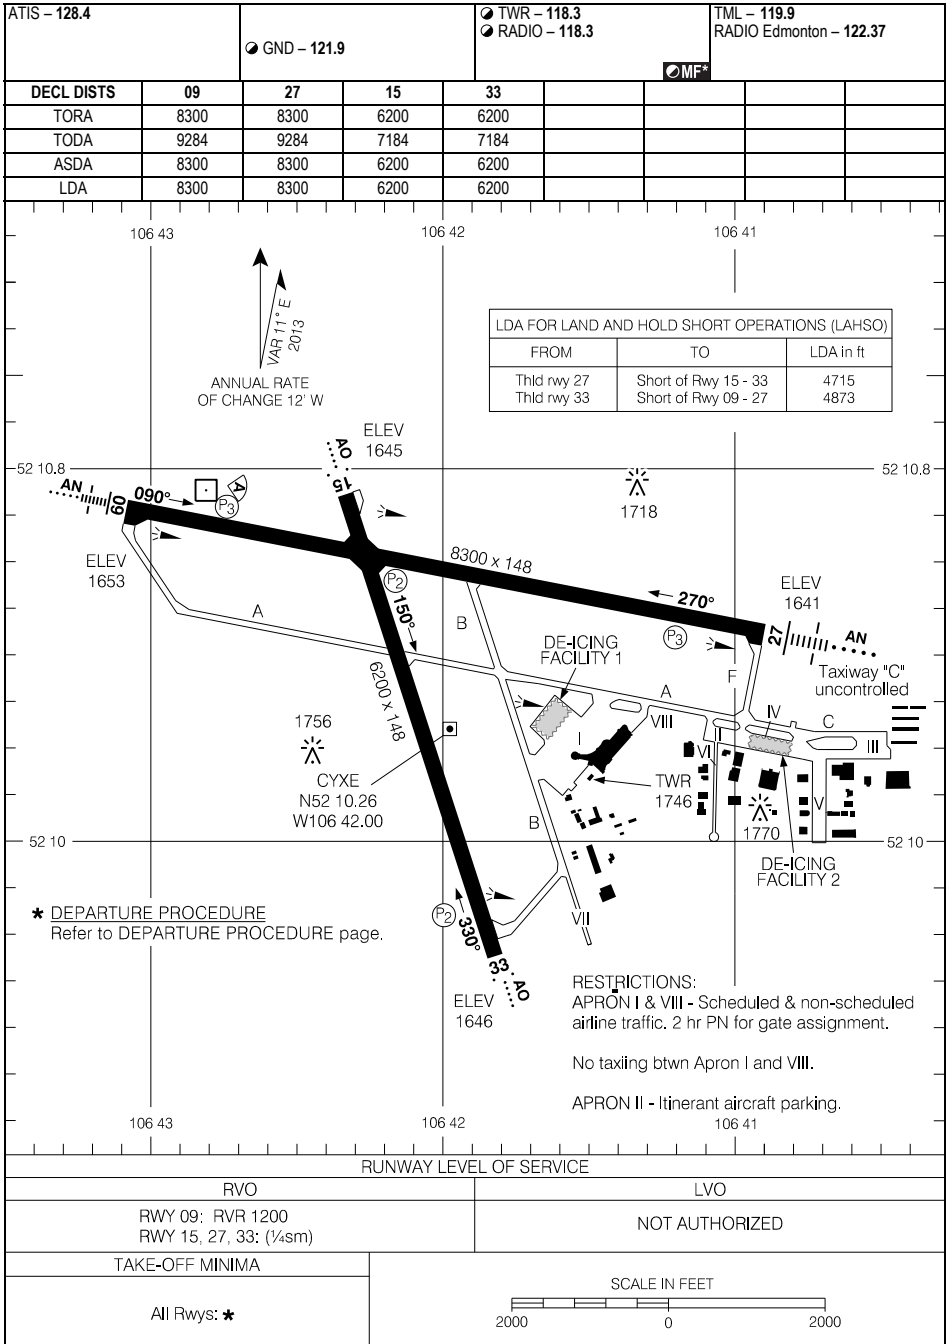 ATIS – 128.4
GND – 121.9
TWR – 118.3
RADIO – 118.3
MF*
TML – 119.9
RADIO Edmonton – 122.37
DECL DISTS 09 27 15 33
TORA 8300 8300 6200 6200
TODA 9284 9284 7184 7184
ASDA 8300 8300 6200 6200
LDA 8300 8300 6200 6200
106 43 106 42 106 41
VAR 11° E
2013
ANNUAL RATE
OF CHANGE 12' W
LDA FOR LAND AND HOLD SHORT OPERATIONS (LAHSO)
FROM TO LDA in ft
Thld rwy 27 Short of Rwy 15 - 33 4715
Thld rwy 33 Short of Rwy 09 - 27 4873
ELEV
1645
AO
15
52 10.8
52 10.8
AN
09
090°
P3
A
1718
ELEV
1653
8300 x 148
P2
150°
270°
P3
ELEV
1641
27
AN
A
B
DE-ICING
FACILITY 1
F
Taxiway "C"
uncontrolled
6200 x 148
A
IV
C
1756
I
VIII
II
III
VI
CYXE
N52 10.26
W106 42.00
TWR
1746
V
B
1770
52 10
52 10
DE-ICING
FACILITY 2
* DEPARTURE PROCEDURE
Refer to DEPARTURE PROCEDURE page.
P2
330°
VII
33
AO
ELEV
1646
RESTRICTIONS:
APRON I & VIII - Scheduled & non-scheduled
airline traffic. 2 hr PN for gate assignment.
No taxiing btwn Apron I and VIII.
APRON II - Itinerant aircraft parking.
106 43 106 42 106 41
RUNWAY LEVEL OF SERVICE
RVO LVO
RWY 09: RVR 1200
RWY 15, 27, 33: (¼sm)
NOT AUTHORIZED
TAKE-OFF MINIMA
All Rwys: *
SCALE IN FEET
2000 0 2000